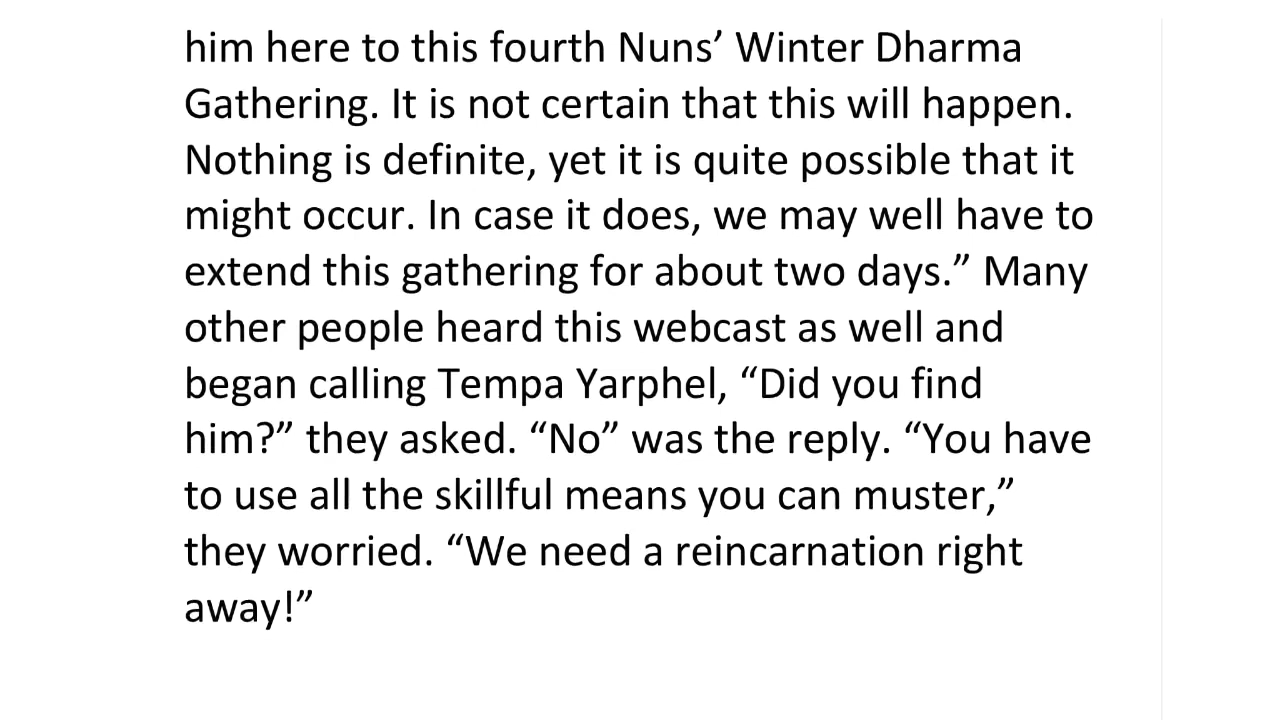 him here to this fourth Nuns’ Winter Dharma
Gathering. It is not certain that this will happen.
Nothing is definite, yet it is quite possible that it
might occur. In case it does, we may well have to
extend this gathering for about two days.” Many
other people heard this webcast as well and
began calling Tempa Yarphel, “Did you find
him?” they asked. “No” was the reply. “You have
to use all the skillful means you can muster,”
they worried. “We need a reincarnation right
away!”